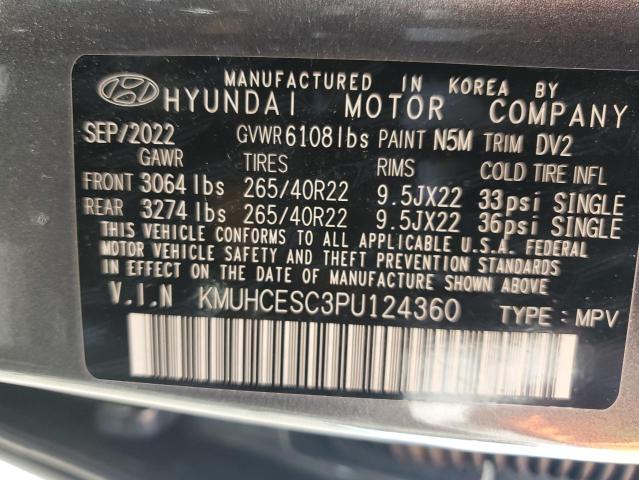 MANUFACTURED IN KOREA BY
HYUNDAI MOTOR COMPANY
SEP/2022 GVWR 6108lbs PAINT N5M TRIM DV2
GAWR TIRES RIMS COLD TIRE INFL
FRONT 3064 lbs 265/40R22 9.5JX22 33psi SINGLE
REAR 3274 lbs 265/40R22 9.5JX22 36psi SINGLE
THIS VEHICLE CONFORMS TO ALL APPLICABLE U.S.A. FEDERAL
MOTOR VEHICLE SAFETY AND THEFT PREVENTION STANDARDS
IN EFFECT ON THE DATE OF MANUFACTURE SHOWN ABOVE.
V.I.N KMUHCESC3PU124360 TYPE : MPV